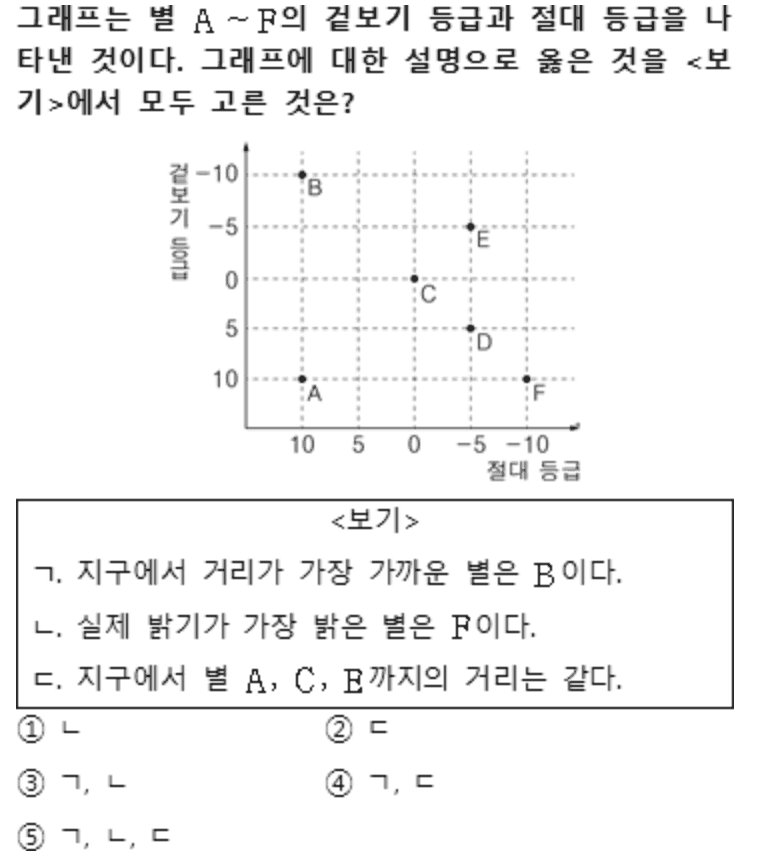 그래프는 별 A ~ F의 겉보기 등급과 절대 등급을 나
타낸 것이다. 그래프에 대한 설명으로 옳은 것을 <보
기>에서 모두 고른 것은?
겉보기 등급
-10
-5
0
5
10
B
E
C
D
A
F
10 5 0 -5 -10
절대 등급
<보기>
ㄱ. 지구에서 거리가 가장 가까운 별은 B이다.
ㄴ. 실제 밝기가 가장 밝은 별은 F이다.
ㄷ. 지구에서 별 A, C, E까지의 거리는 같다.
① ㄴ ② ㄷ
③ ㄱ, ㄴ ④ ㄱ, ㄷ
⑤ ㄱ, ㄴ, ㄷ